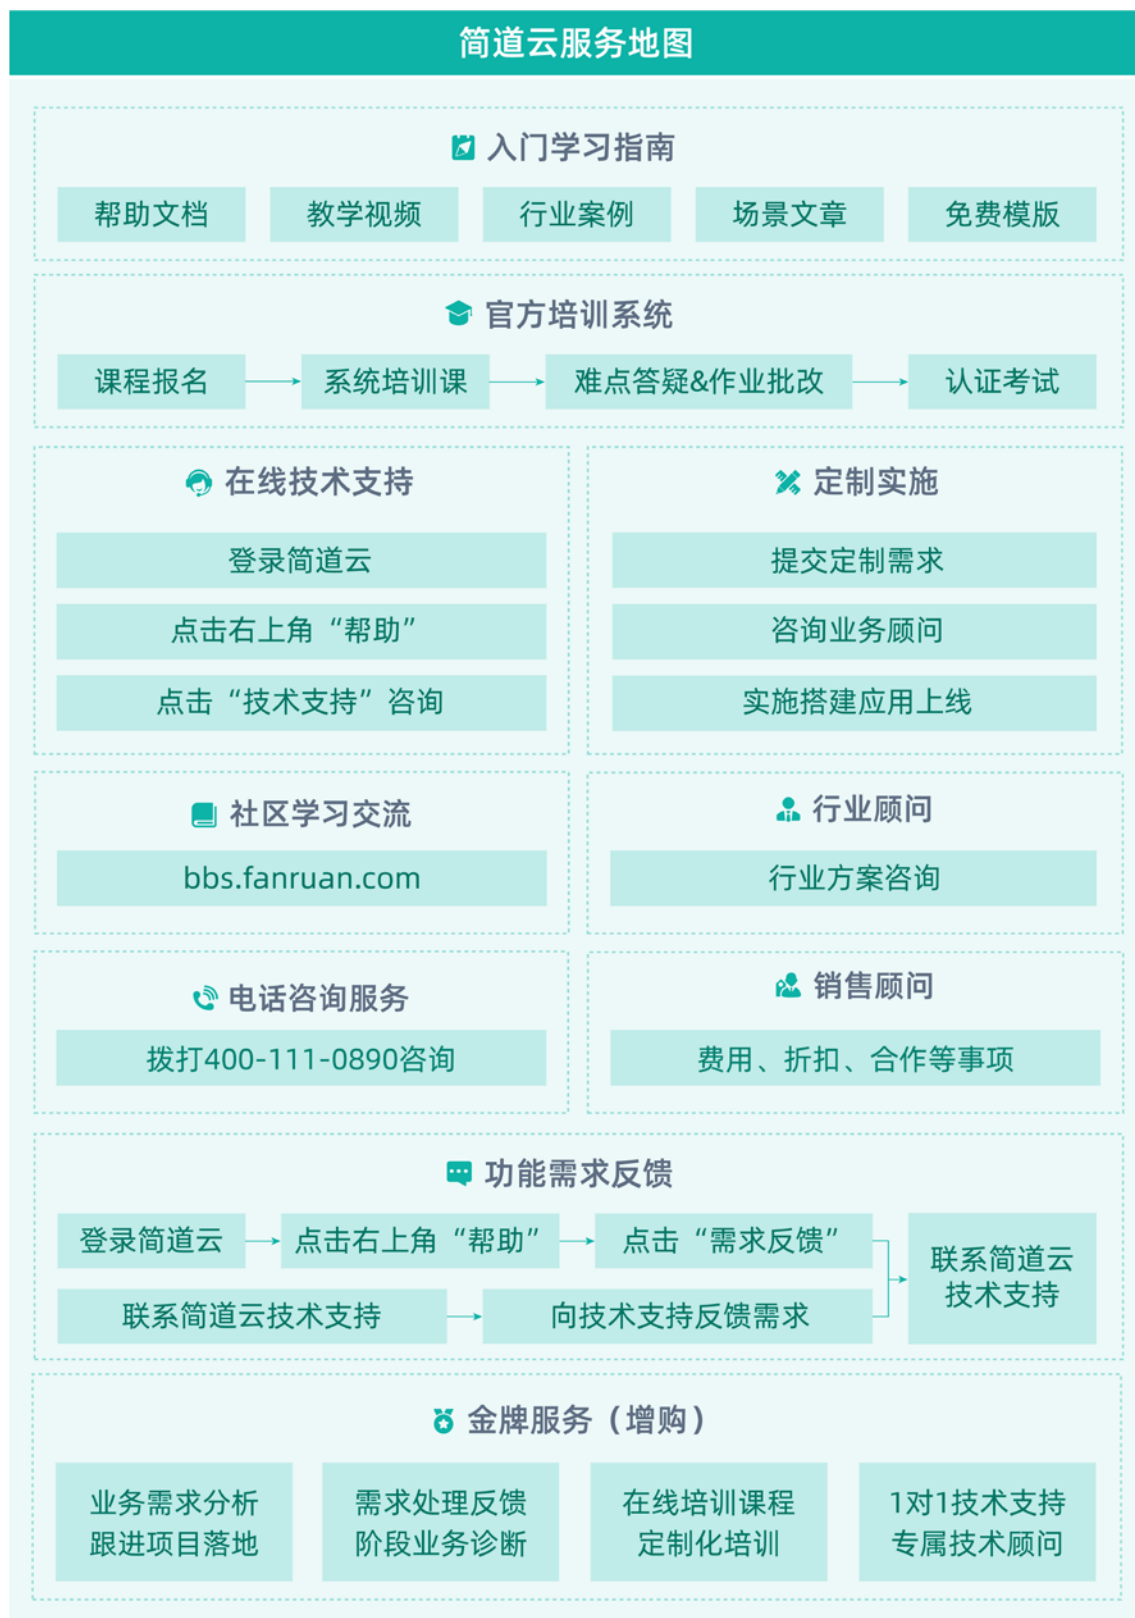 简道云服务地图
入门学习指南
帮助文档
教学视频
行业案例
场景文章
免费模版
官方培训系统
课程报名
系统培训课
难点答疑&作业批改
认证考试
在线技术支持
登录简道云
点击右上角“帮助”
点击“技术支持”咨询
定制实施
提交定制需求
咨询业务顾问
实施搭建应用上线
社区学习交流
bbs.fanruan.com
行业顾问
行业方案咨询
电话咨询服务
拨打400-111-0890咨询
销售顾问
费用、折扣、合作等事项
功能需求反馈
登录简道云
点击右上角“帮助”
点击“需求反馈”
联系简道云技术支持
向技术支持反馈需求
联系简道云
技术支持
金牌服务（增购）
业务需求分析
跟进项目落地
需求处理反馈
阶段业务诊断
在线培训课程
定制化培训
1对1技术支持
专属技术顾问